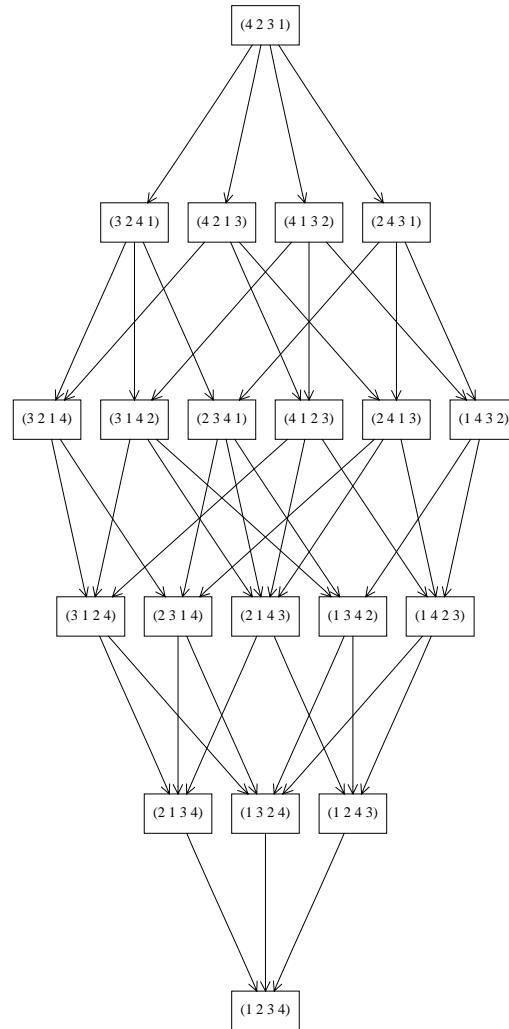 (4 2 3 1)
(3 2 4 1) (4 2 1 3) (4 1 3 2) (2 4 3 1)
(3 2 1 4) (3 1 4 2) (2 3 4 1) (4 1 2 3) (2 4 1 3) (1 4 3 2)
(3 1 2 4) (2 3 1 4) (2 1 4 3) (1 3 4 2) (1 4 2 3)
(2 1 3 4) (1 3 2 4) (1 2 4 3)
(1 2 3 4)